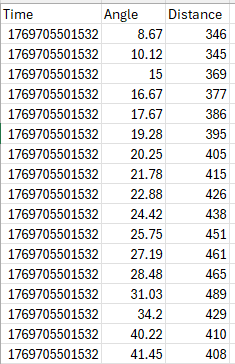 Time Angle Distance
1769705501532 8.67 346
1769705501532 10.12 345
1769705501532 15 369
1769705501532 16.67 377
1769705501532 17.67 386
1769705501532 19.28 395
1769705501532 20.25 405
1769705501532 21.78 415
1769705501532 22.88 426
1769705501532 24.42 438
1769705501532 25.75 451
1769705501532 27.19 461
1769705501532 28.48 465
1769705501532 31.03 489
1769705501532 34.2 429
1769705501532 40.22 410
1769705501532 41.45 408